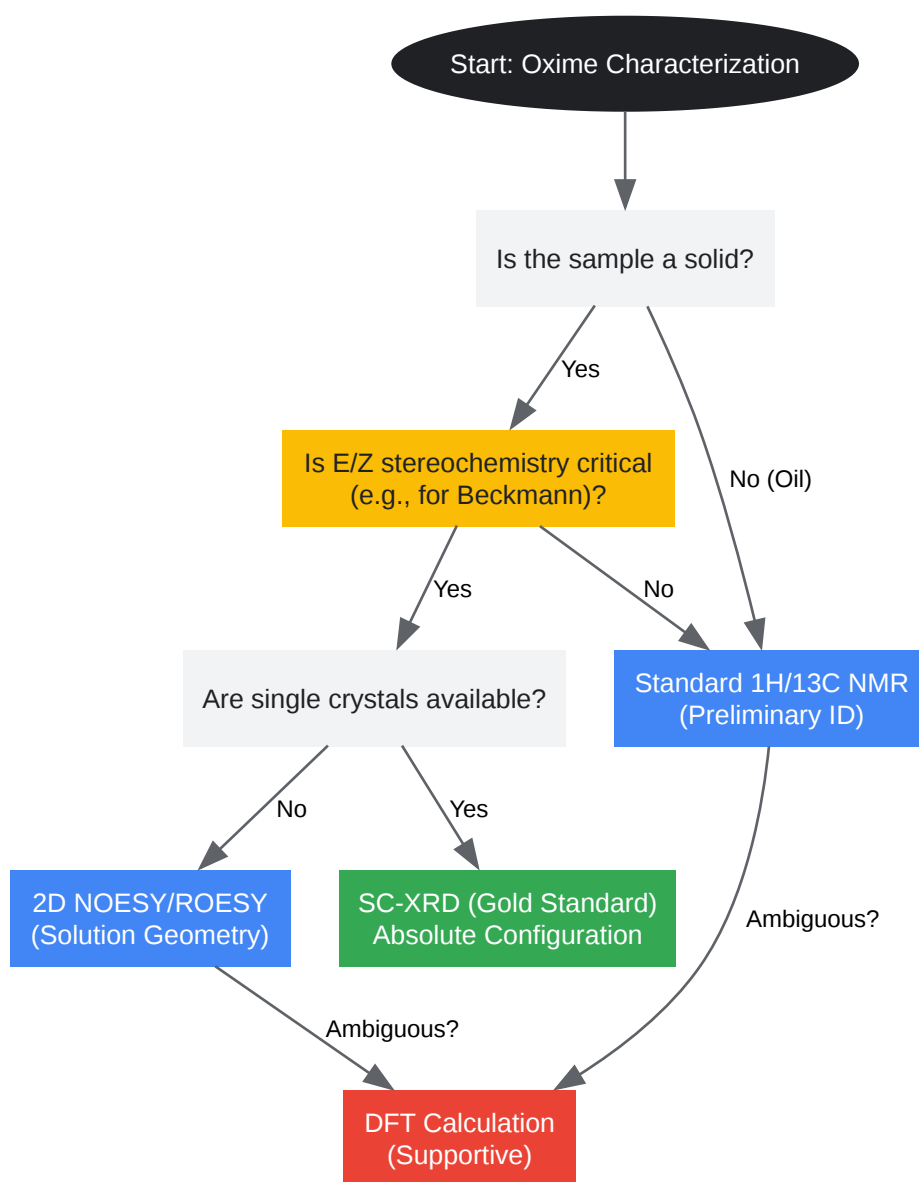 Start: Oxime Characterization
Is the sample a solid?
Yes
No (Oil)
Is E/Z stereochemistry critical
(e.g., for Beckmann)?
Yes
No
Are single crystals available?
Standard 1H/13C NMR
(Preliminary ID)
No
Yes
2D NOESY/ROESY
(Solution Geometry)
SC-XRD (Gold Standard)
Absolute Configuration
Ambiguous?
Ambiguous?
DFT Calculation
(Supportive)